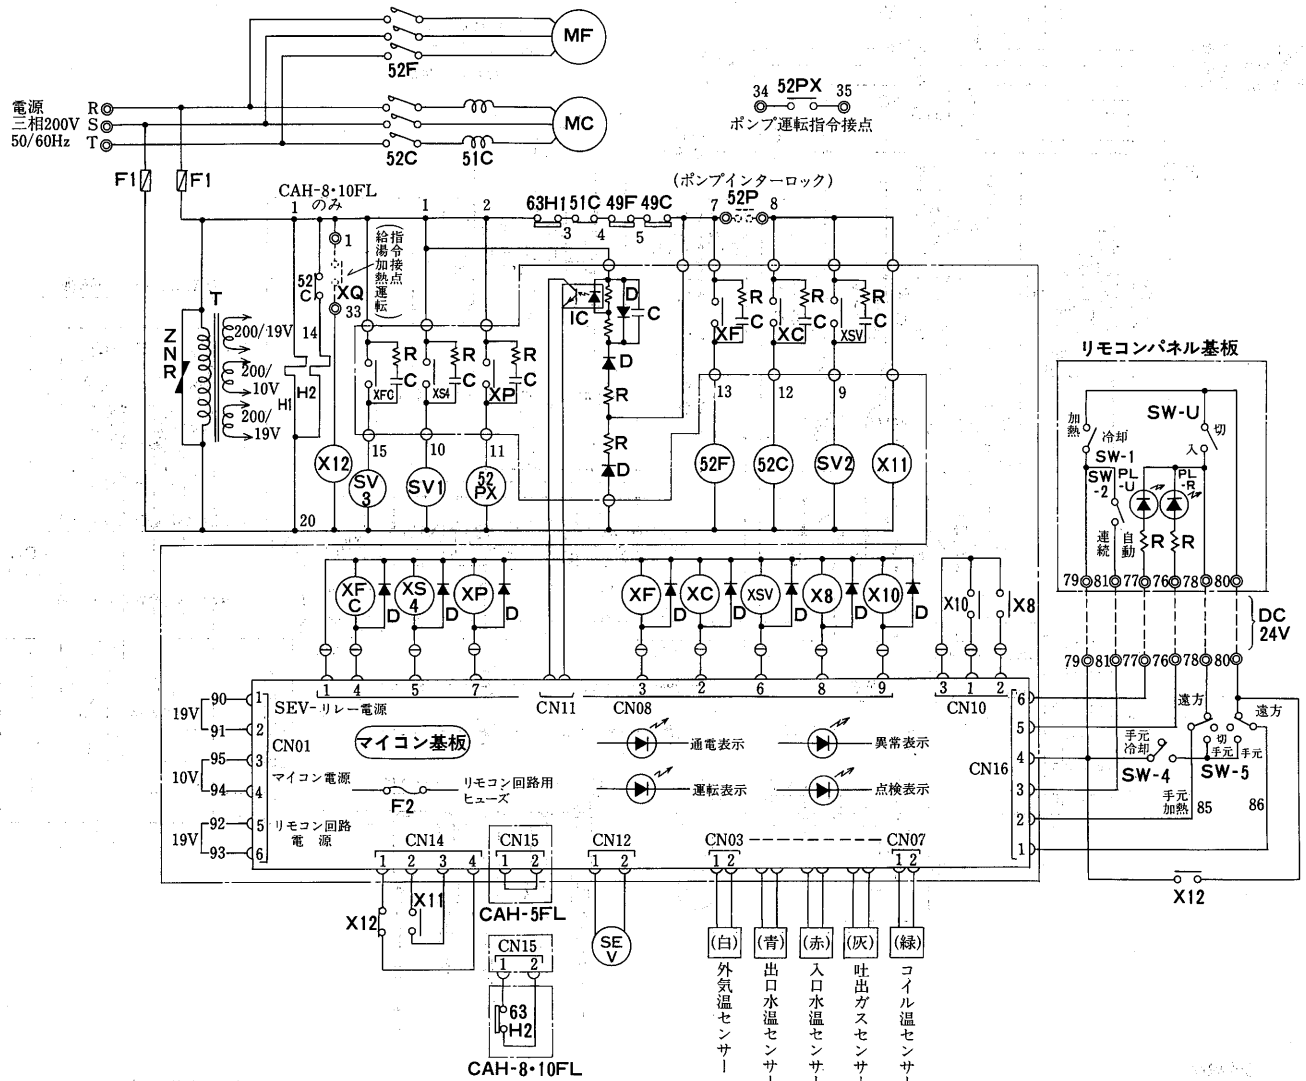 MF
52F
34 52PX 35
ポンプ運転指令接点
電源
三相200V
50/60Hz
R
S
T
MC
52C
51C
F1
F1
CAH-8・10FL
のみ
1
1
2
63H1 51C 49F 49C
3
4
5
(ポンプインターロック)
7
52P
8
1
(指令接点
給湯加熱運転)
52
C
XQ
33
14
ZNR
T
200/19V
200/
10V
200/
19V
H1
H2
20
X12
XFC
R
C
XS4
R
C
XP
R
C
15
10
11
SV
3
SV1
52
PX
IC
D
C
R
D
R
R
D
XF
R
C
XC
R
C
XSV
R
C
13
12
9
52F
52C
SV2
X11
リモコンパネル基板
加熱
冷却
SW-1
SW
-2
連続
自動
SW-U
切
入
PL
-U
PL
-R
R
R
79 81 77 76 78 80
DC
24V
79 81 77 76 78 80
XF
C
D
XS
4
D
XP
D
XF
D
XC
D
XSV
D
X8
D
X10
D
X10
X8
1
4
5
7
CN11
3
2
6
8
9
CN08
3
1
2
CN10
SEV-リレー電源
マイコン基板
CN01
マイコン電源
リモコン回路
電源
90
91
95
94
92
93
19V
10V
19V
1
2
3
4
5
6
F2
リモコン回路用
ヒューズ
通電表示
異常表示
運転表示
点検表示
CN16
6
5
4
3
2
1
遠方
遠方
手元
冷却
SW-4
手元
加熱
切
手元
手元
SW-5
85
86
X12
CN14
1 2 3 4
X12
X11
CN15
1 2
CAH-5FL
CN15
1 2
63
H2
CAH-8・10FL
CN12
1 2
SE
V
CN03
1 2
CN07
1 2
(白)
外気温センサー
(青)
出口水温センサー
(赤)
入口水温センサー
(灰)
吐出ガスセンサー
(緑)
コイル温センサー